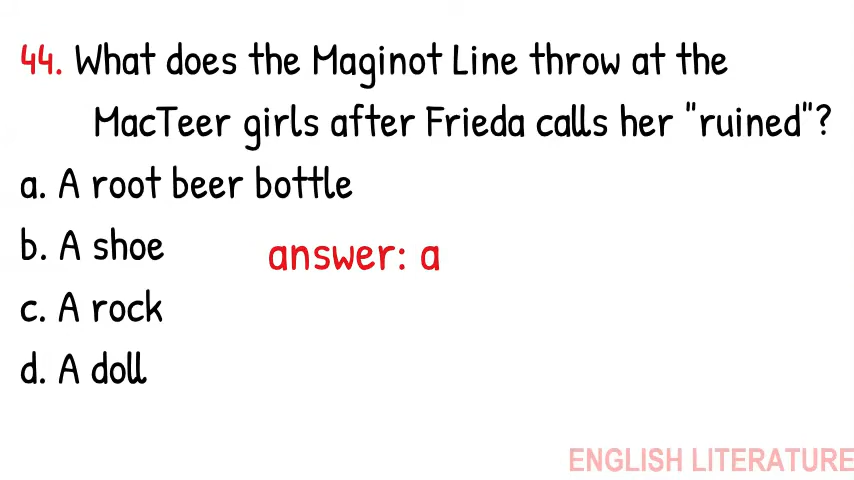 44. What does the Maginot Line throw at the
MacTeer girls after Frieda calls her "ruined"?
a. A root beer bottle
b. A shoe
answer: a
c. A rock
d. A doll
ENGLISH LITERATURE